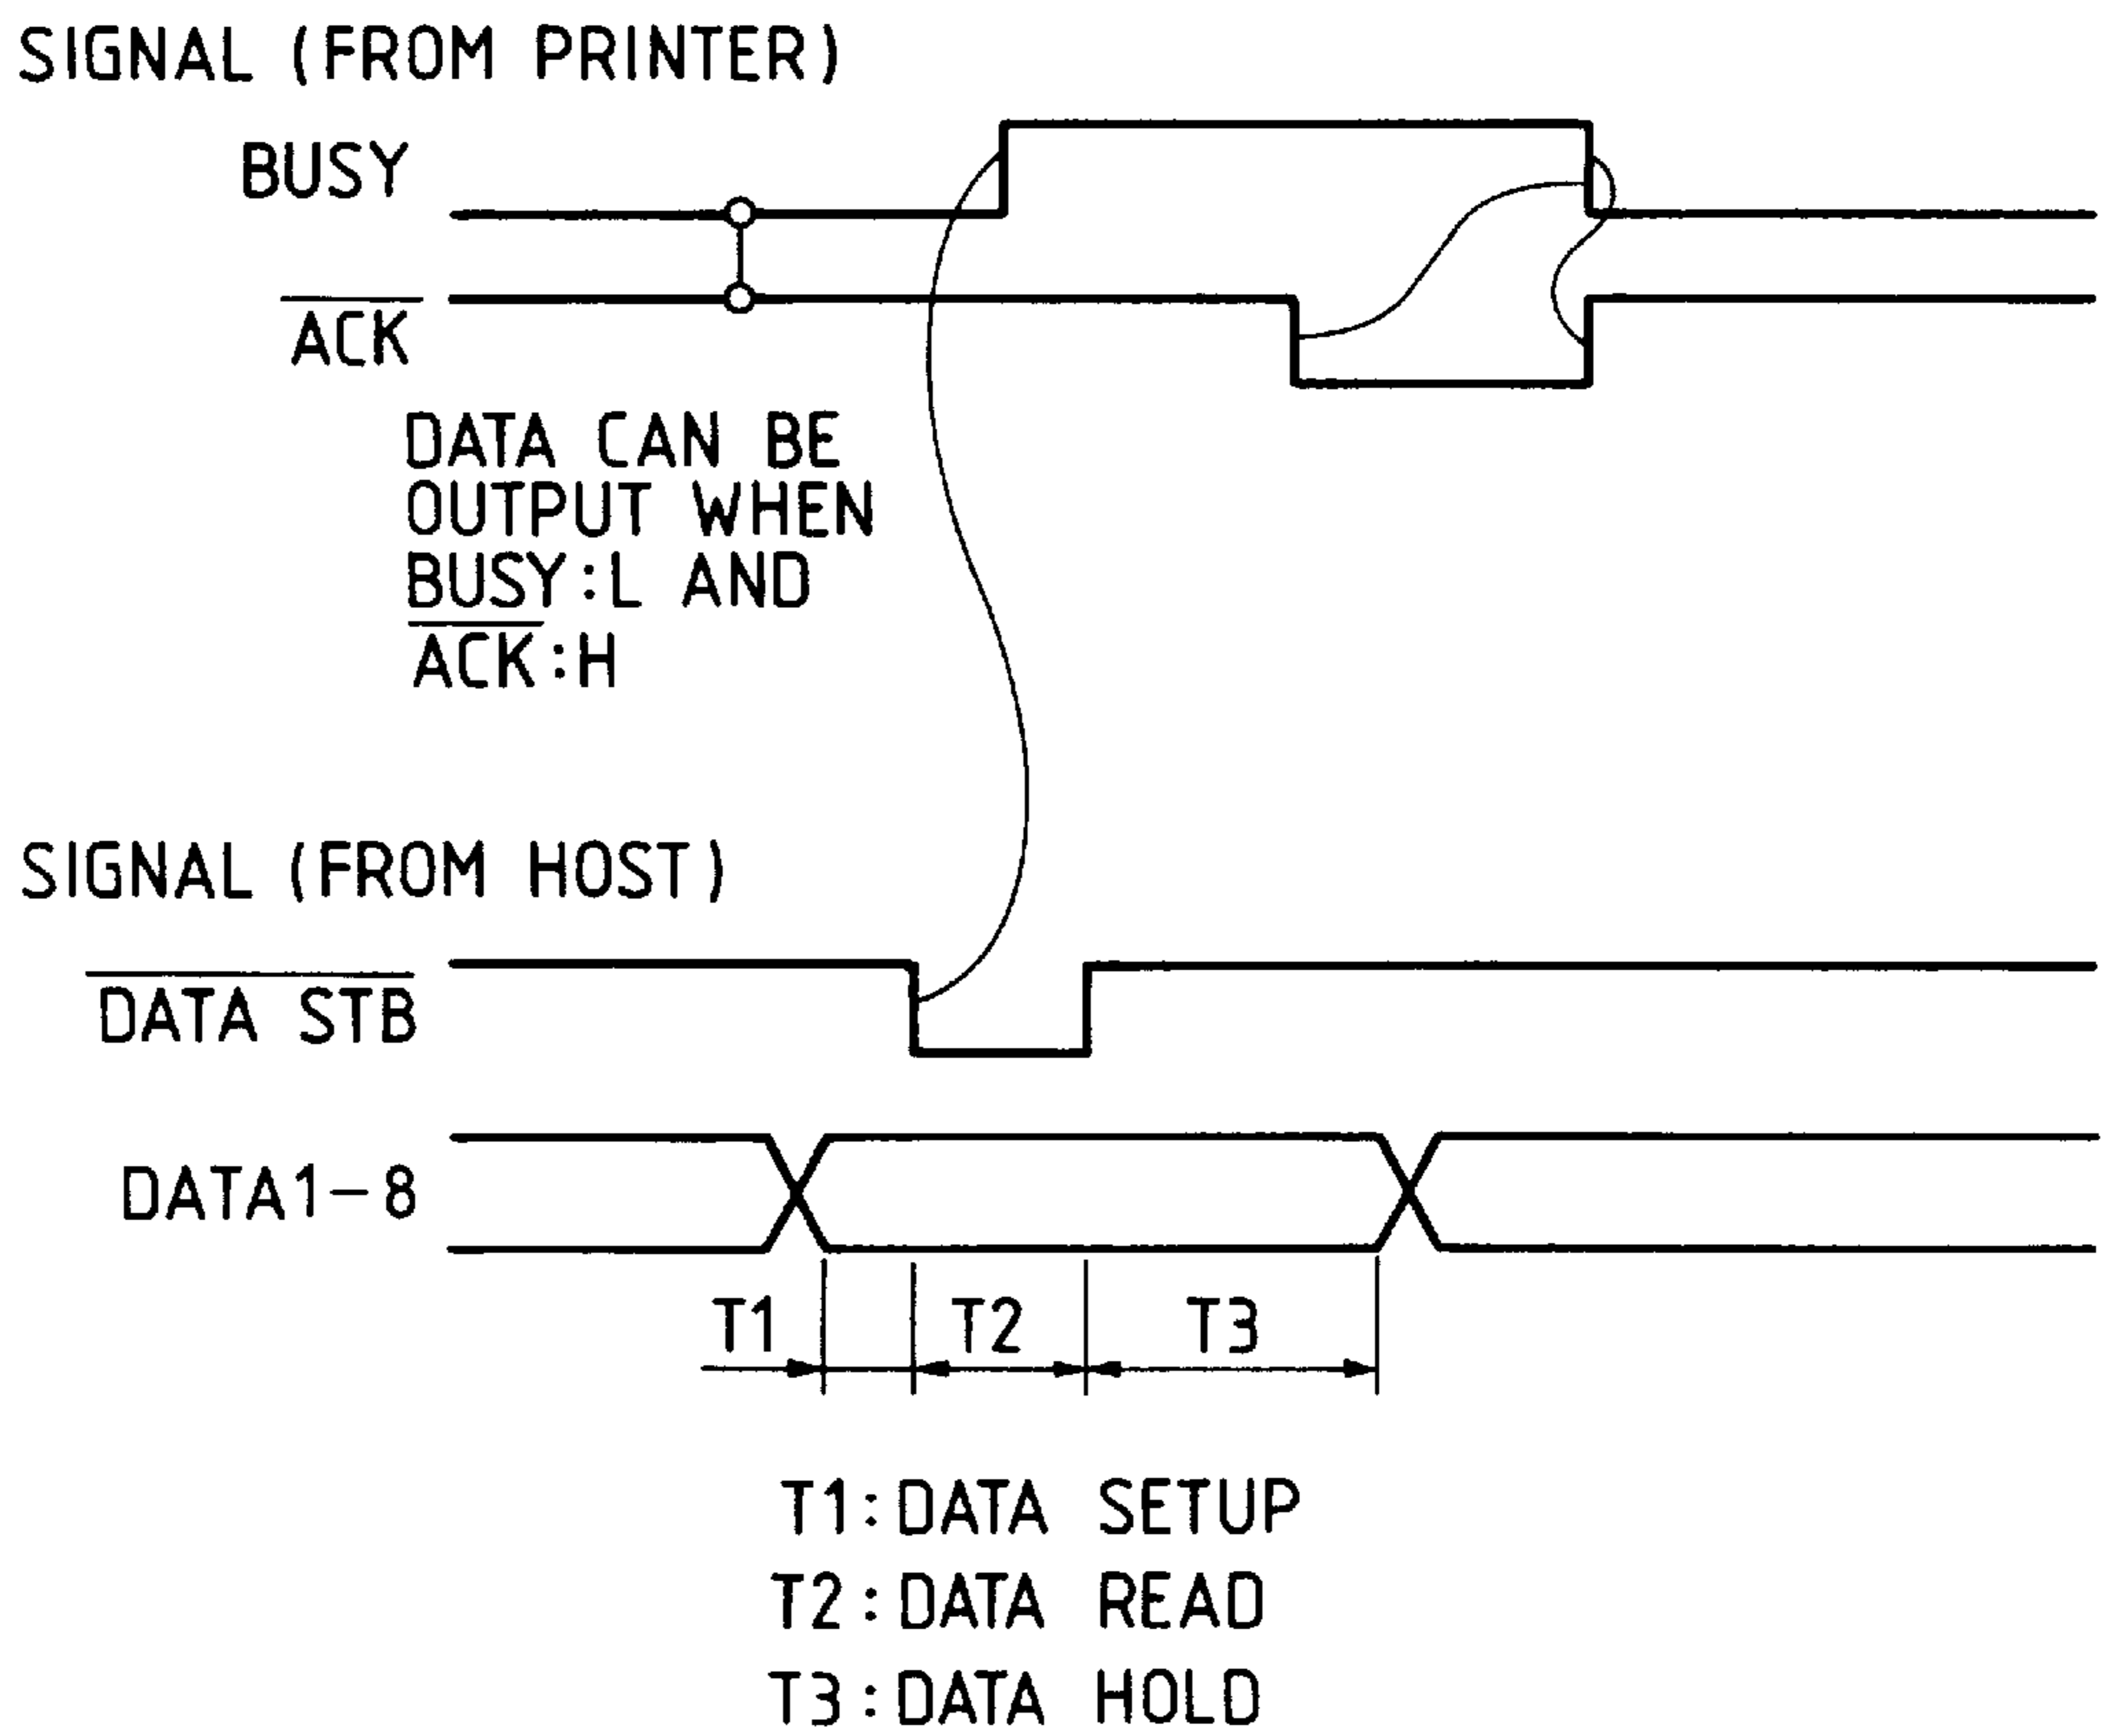 SIGNAL (FROM PRINTER)
BUSY
ACK
DATA CAN BE
OUTPUT WHEN
BUSY:L AND
ACK:H
SIGNAL (FROM HOST)
DATA STB
DATA1-8
T1 T2 T3
T1:DATA SETUP
T2:DATA READ
T3:DATA HOLD